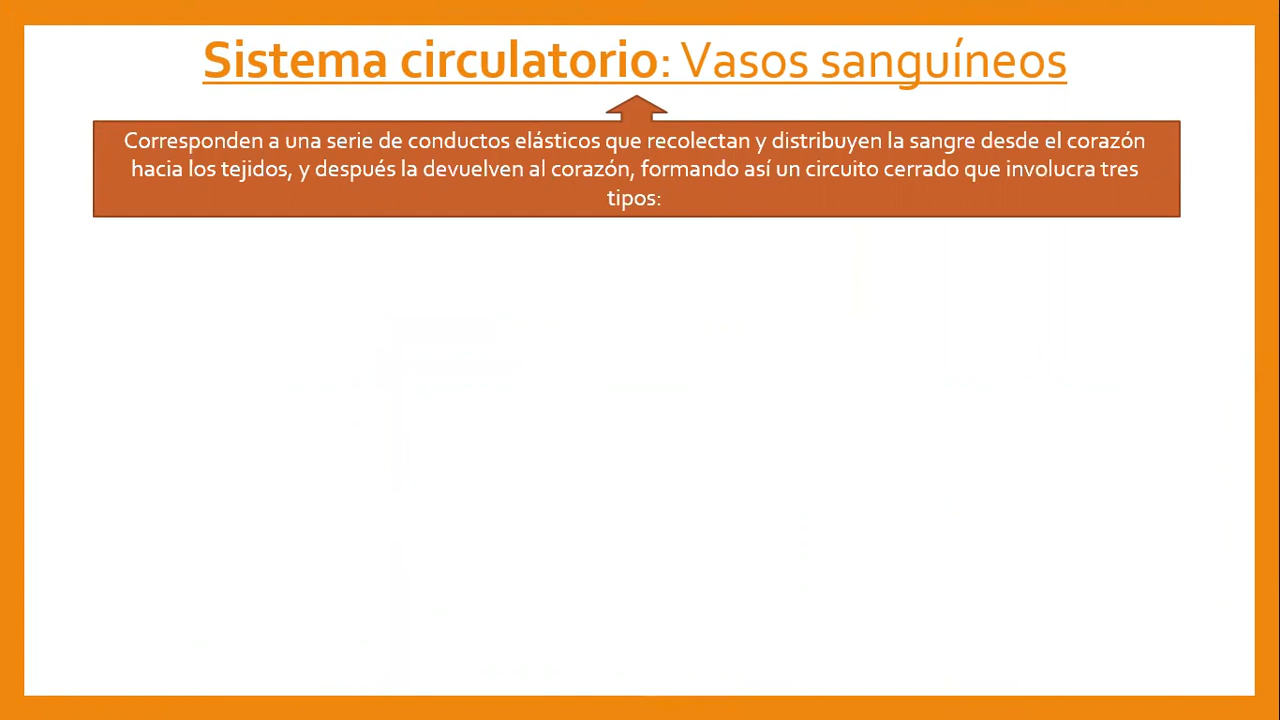 Sistema circulatorio: Vasos sanguíneos
Corresponden a una serie de conductos elásticos que recolectan y distribuyen la sangre desde el corazón
hacia los tejidos, y después la devuelven al corazón, formando así un circuito cerrado que involucra tres
tipos: